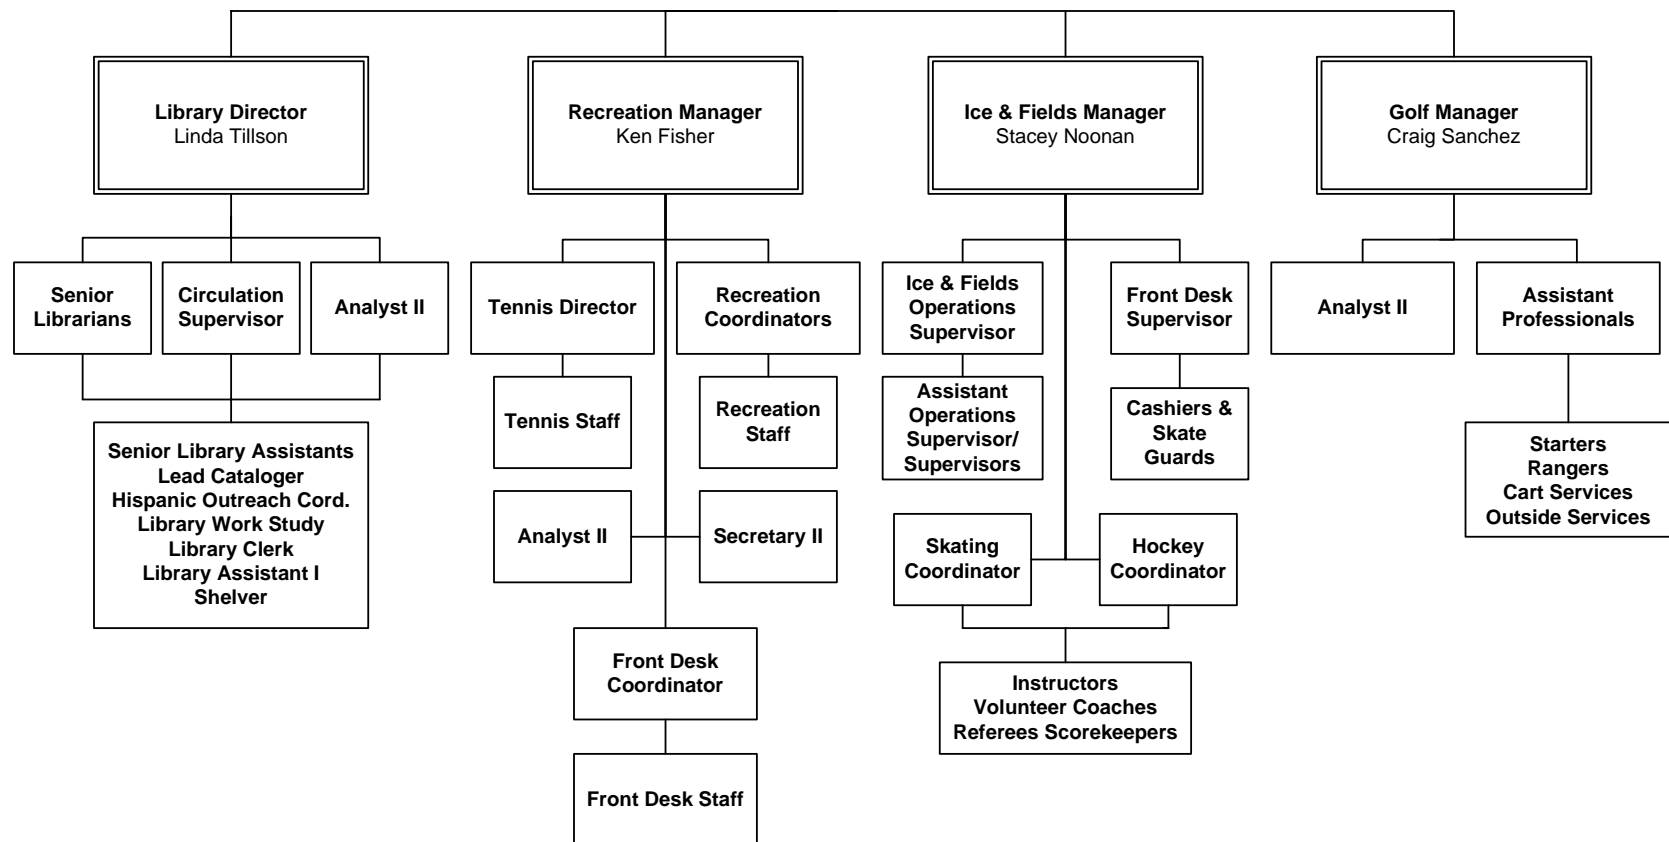 Library Director
Linda Tillson
Recreation Manager
Ken Fisher
Ice & Fields Manager
Stacey Noonan
Golf Manager
Craig Sanchez
Senior
Librarians
Circulation
Supervisor
Analyst II
Tennis Director
Recreation
Coordinators
Ice & Fields
Operations
Supervisor
Front Desk
Supervisor
Analyst II
Assistant
Professionals
Senior Library Assistants
Lead Cataloger
Hispanic Outreach Cord.
Library Work Study
Library Clerk
Library Assistant I
Shelver
Tennis Staff
Recreation
Staff
Assistant
Operations
Supervisor/
Supervisors
Cashiers &
Skate
Guards
Starters
Rangers
Cart Services
Outside Services
Analyst II
Secretary II
Skating
Coordinator
Hockey
Coordinator
Front Desk
Coordinator
Instructors
Volunteer Coaches
Referees Scorekeepers
Front Desk Staff